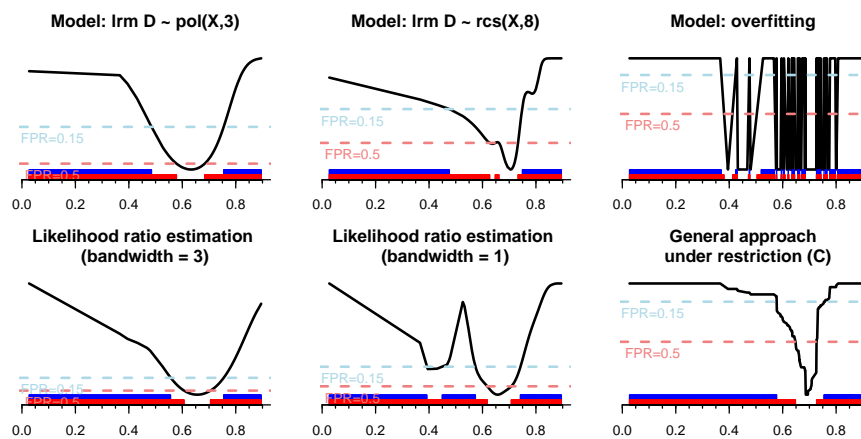 Model: lrm D ~ pol(X,3)
Model: lrm D ~ rcs(X,8)
Model: overfitting
FPR=0.15
FPR=0.5
0.0 0.2 0.4 0.6 0.8
FPR=0.15
FPR=0.5
0.0 0.2 0.4 0.6 0.8
FPR=0.15
FPR=0.5
0.0 0.2 0.4 0.6 0.8
Likelihood ratio estimation
(bandwidth = 3)
Likelihood ratio estimation
(bandwidth = 1)
General approach
under restriction (C)
FPR=0.15
FPR=0.5
0.0 0.2 0.4 0.6 0.8
FPR=0.15
FPR=0.5
0.0 0.2 0.4 0.6 0.8
FPR=0.15
FPR=0.5
0.0 0.2 0.4 0.6 0.8